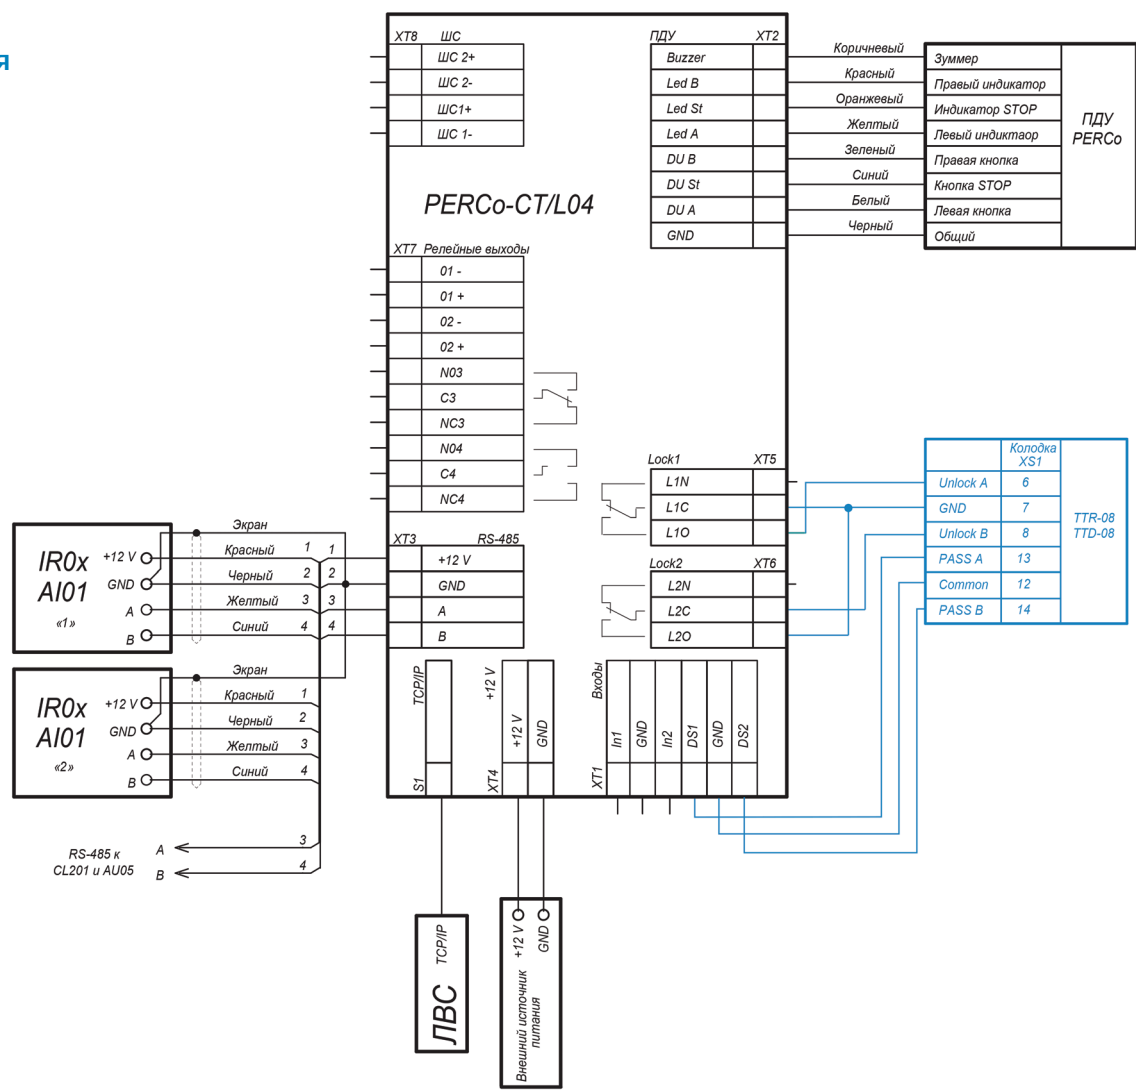 я
XT8 ШС
ШС 2+
ШС 2-
ШС1+
ШС 1-
ПДУ XT2
Buzzer
Led B
Led St
Led A
DU B
DU St
DU A
GND
Коричневый
Красный
Оранжевый
Желтый
Зеленый
Синий
Белый
Черный
Зуммер
Правый индикатор
Индикатор STOP
Левый индиктаор
Правая кнопка
Кнопка STOP
Левая кнопка
Общий
ПДУ
PERCo
PERCo-CT/L04
XT7 Релейные выходы
01 -
01 +
02 -
02 +
N03
C3
NC3
N04
C4
NC4
Lock1 XT5
L1N
L1C
L1O
Lock2 XT6
L2N
L2C
L2O
Колодка
XS1
Unlock A 6
GND 7
Unlock B 8
PASS A 13
Common 12
PASS B 14
TTR-08
TTD-08
XT3 RS-485
+12 V
GND
A
B
IR0x
AI01
«1»
+12 V
GND
A
B
Экран
Красный 1 1
Черный 2 2
Желтый 3 3
Синий 4 4
IR0x
AI01
«2»
+12 V
GND
A
B
Экран
Красный 1
Черный 2
Желтый 3
Синий 4
RS-485 к
CL201 и AU05
A 3
B 4
S1 TCP/IP
XT4 +12 V
+12 V
GND
XT1 Входы
In1
GND
In2
DS1
GND
DS2
ЛВС TCP/IP
+12 V
GND
Внешний источник
питания